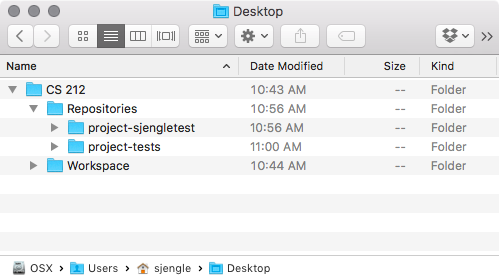 Desktop
Name Date Modified Size Kind
CS 212 10:43 AM -- Folder
Repositories 10:56 AM -- Folder
project-sjengletest 10:56 AM -- Folder
project-tests 11:00 AM -- Folder
Workspace 10:44 AM -- Folder
OSX Users sjengle Desktop